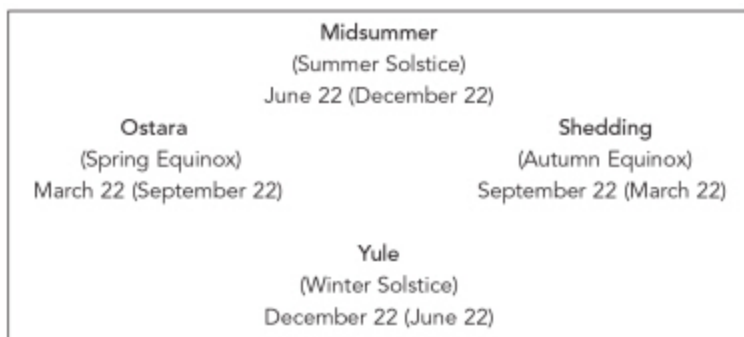 Midsummer
(Summer Solstice)
June 22 (December 22)
Ostara
(Spring Equinox)
March 22 (September 22)
Shedding
(Autumn Equinox)
September 22 (March 22)
Yule
(Winter Solstice)
December 22 (June 22)